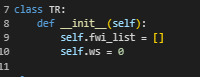 7 class TR:
8     def __init__(self):
9         self.fwi_list = []
10         self.ws = 0
11